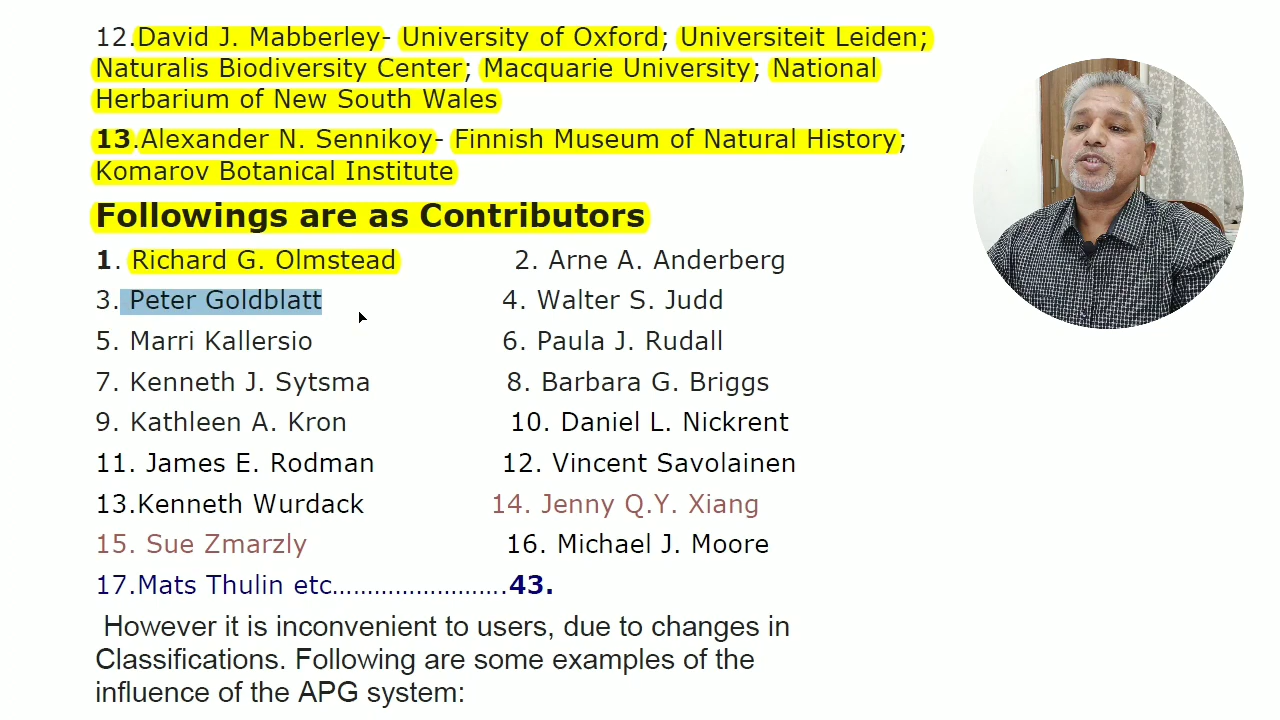 12.David J. Mabberley- University of Oxford; Universiteit Leiden;
Naturalis Biodiversity Center; Macquarie University; National
Herbarium of New South Wales
13.Alexander N. Sennikoy- Finnish Museum of Natural History;
Komarov Botanical Institute
Followings are as Contributors
1. Richard G. Olmstead 2. Arne A. Anderberg
3. Peter Goldblatt 4. Walter S. Judd
5. Marri Kallersio 6. Paula J. Rudall
7. Kenneth J. Sytsma 8. Barbara G. Briggs
9. Kathleen A. Kron 10. Daniel L. Nickrent
11. James E. Rodman 12. Vincent Savolainen
13.Kenneth Wurdack 14. Jenny Q.Y. Xiang
15. Sue Zmarzly 16. Michael J. Moore
17.Mats Thulin etc.........................43.
However it is inconvenient to users, due to changes in
Classifications. Following are some examples of the
influence of the APG system: